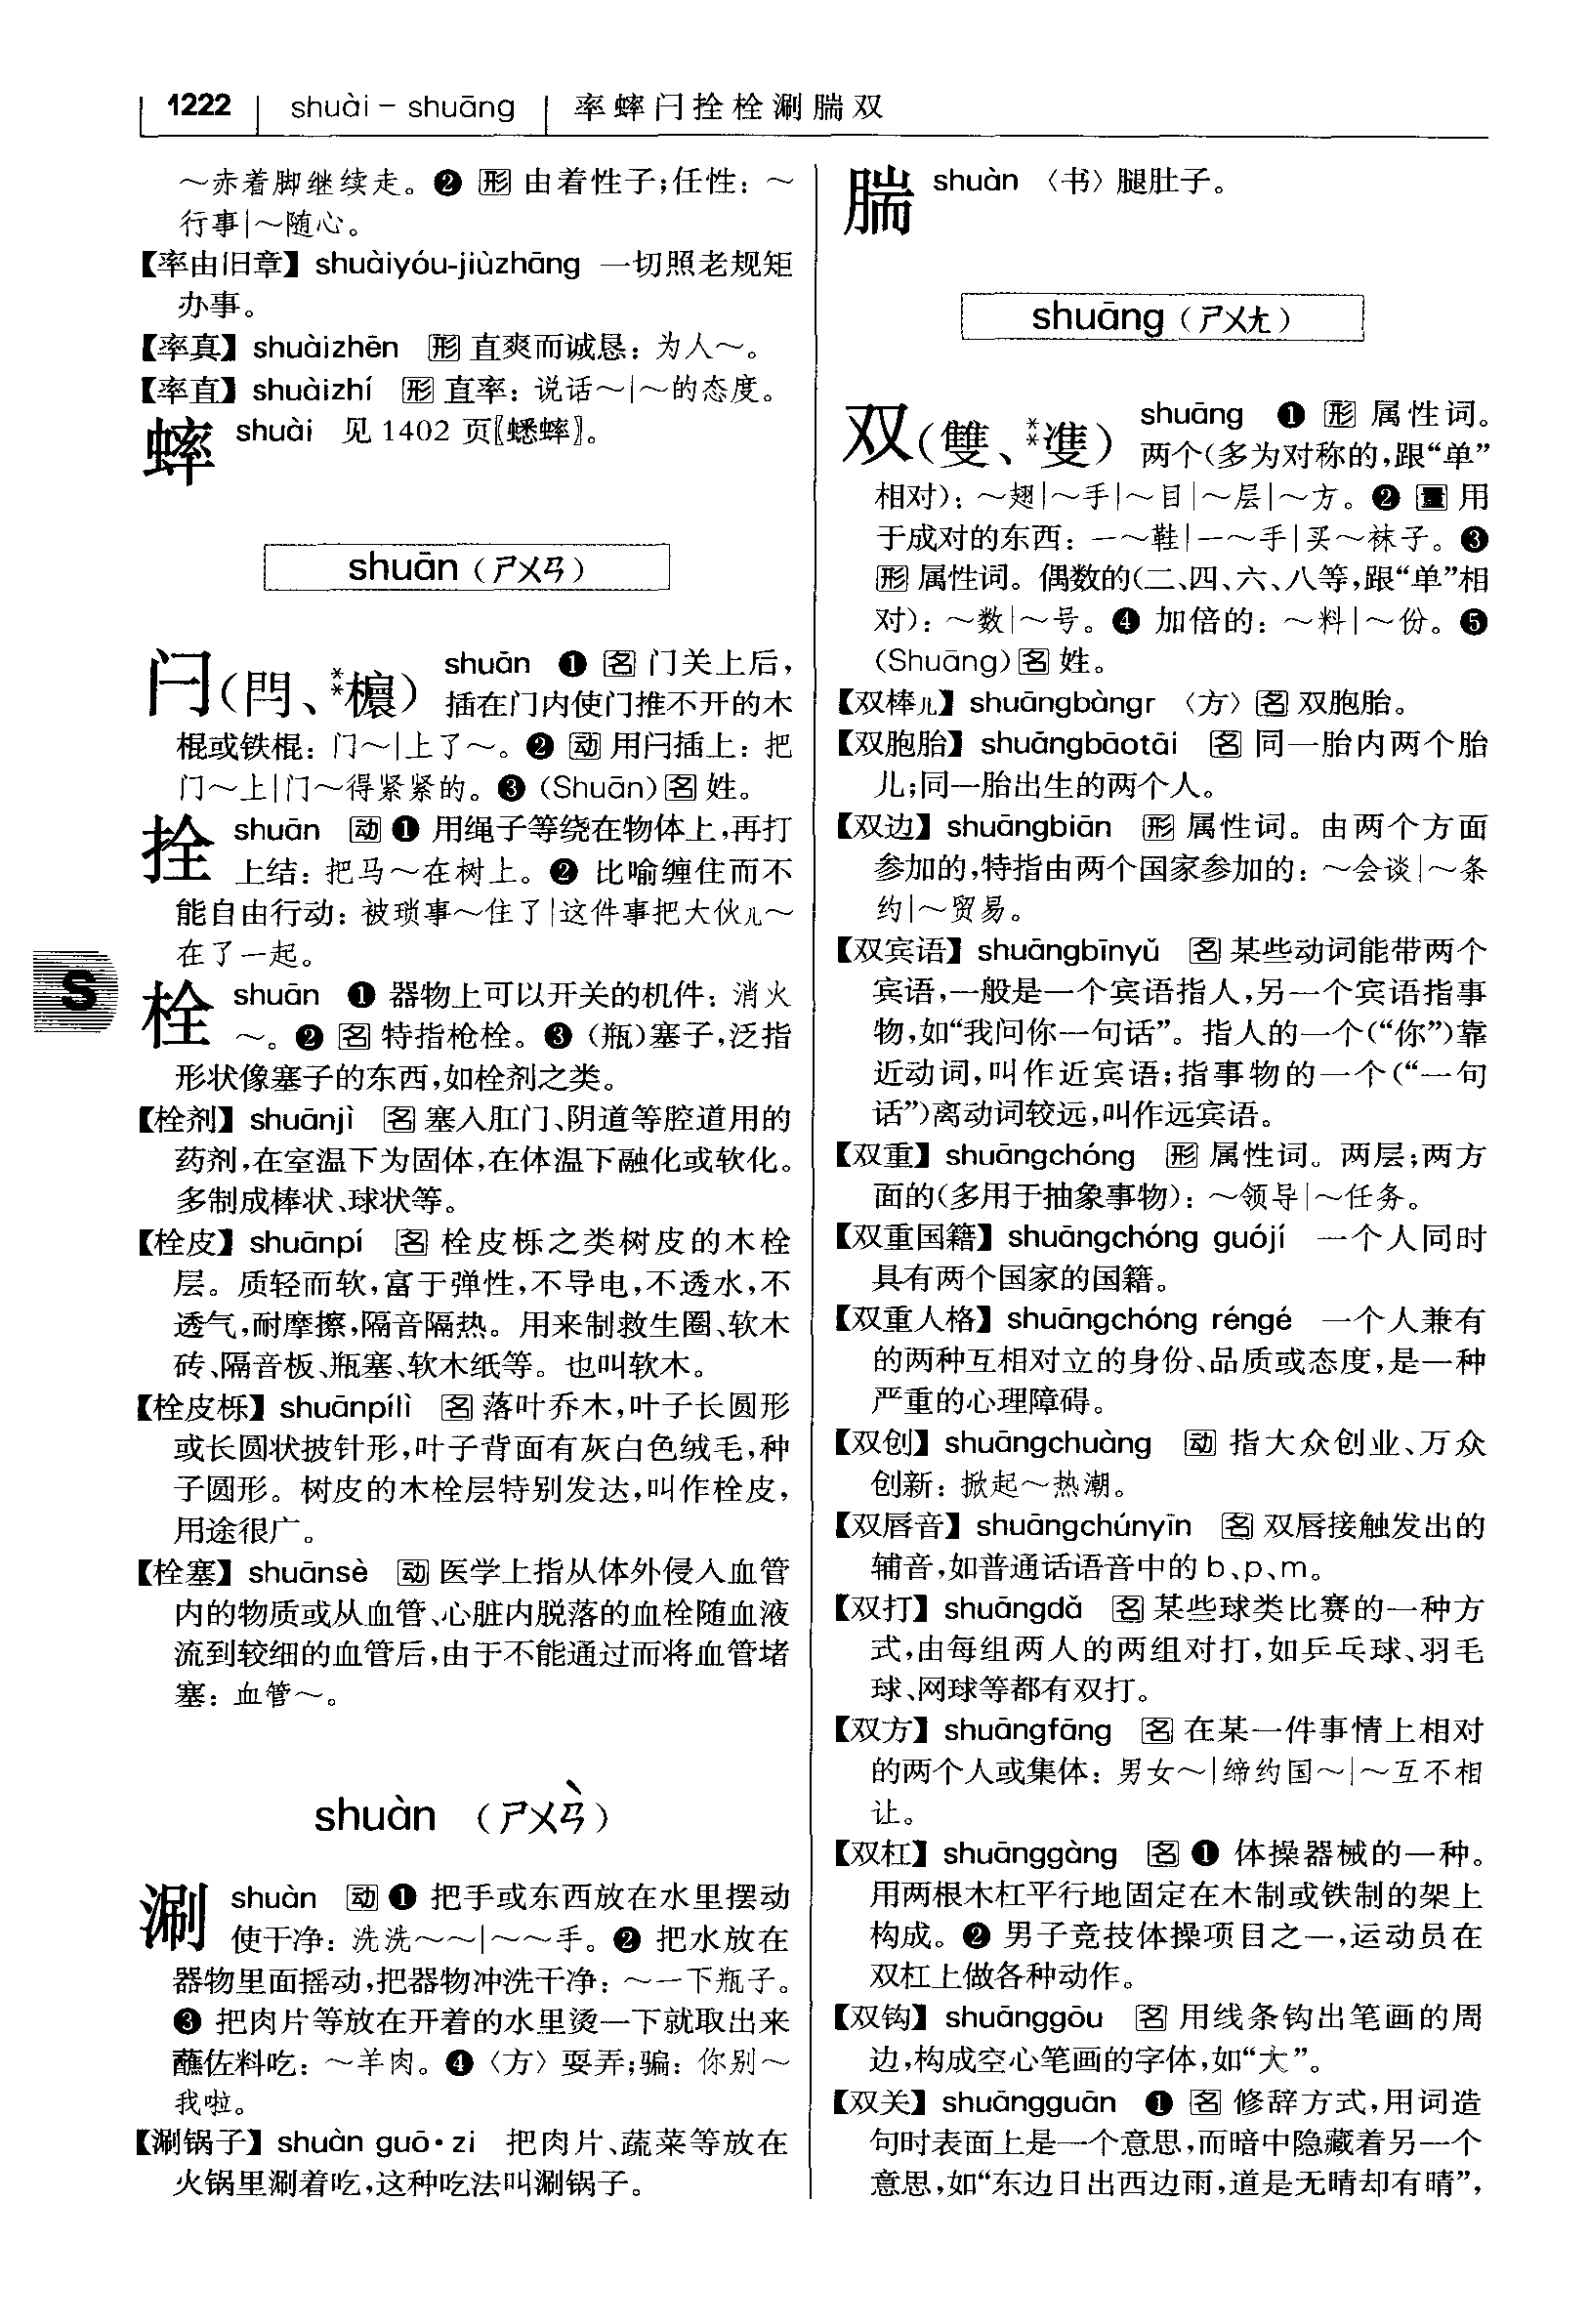 1222 shuài – shuāng 率蟀闩拴栓涮腨双
～赤着脚继续走。❷ 形 由着性子;任性：～
行事|～随心。
【率由旧章】 shuàiyóu-jiùzhāng 一切照老规矩
办事。
【率真】 shuàizhēn 形 直爽而诚恳：为人～。
【率直】 shuàizhí 形 直率：说话～|～的态度。
蟀 shuài 见 1402 页〖蟋蟀〗。
shuān（ㄕㄨㄢ）
闩(閂、**櫦) shuān ❶ 名 门关上后，
插在门内使门推不开的木
棍或铁棍：门～|上了～。❷ 动 用闩插上：把
门～上|门～得紧紧的。❸ (Shuān) 名 姓。
拴 shuān 动 ❶ 用绳子等绕在物体上,再打
上结：把马～在树上。❷ 比喻缠住而不
能自由行动：被琐事～住了|这件事把大伙儿～
在了一起。
S
栓 shuān ❶ 器物上可以开关的机件：消火
～。❷ 名 特指枪栓。❸ (瓶)塞子,泛指
形状像塞子的东西,如栓剂之类。
【栓剂】 shuānjì 名 塞入肛门、阴道等腔道用的
药剂,在室温下为固体,在体温下融化或软化。
多制成棒状、球状等。
【栓皮】 shuānpí 名 栓皮栎之类树皮的木栓
层。质轻而软,富于弹性,不导电,不透水,不
透气,耐摩擦,隔音隔热。用来制救生圈、软木
砖、隔音板、瓶塞、软木纸等。也叫软木。
【栓皮栎】 shuānpílì 名 落叶乔木,叶子长圆形
或长圆状披针形,叶子背面有灰白色绒毛,种
子圆形。树皮的木栓层特别发达,叫作栓皮,
用途很广。
【栓塞】 shuānsè 动 医学上指从体外侵入血管
内的物质或从血管、心脏内脱落的血栓随血液
流到较细的血管后,由于不能通过而将血管堵
塞：血管～。
shuàn （ㄕㄨㄢˋ）
涮 shuàn 动 ❶ 把手或东西放在水里摆动
使干净：洗洗～～|～～手。❷ 把水放在
器物里面摇动,把器物冲洗干净：～一下瓶子。
❸ 把肉片等放在开着的水里烫一下就取出来
蘸佐料吃：～羊肉。❹〈方〉耍弄;骗：你别～
我啦。
【涮锅子】 shuàn guō·zi 把肉片、蔬菜等放在
火锅里涮着吃,这种吃法叫涮锅子。
腨 shuàn 〈书〉腿肚子。
shuāng（ㄕㄨㄤ）
双(雙、**䨇) shuāng ❶ 形 属性词。
两个(多为对称的,跟“单”
相对)：～翅|～手|～目|～层|～方。❷ 量 用
于成对的东西：一～鞋|一～手|买～袜子。❸
形 属性词。偶数的(二、四、六、八等,跟“单”相
对)：～数|～号。❹ 加倍的：～料|～份。❺
(Shuāng) 名 姓。
【双棒儿】 shuāngbàngr 〈方〉名 双胞胎。
【双胞胎】 shuāngbāotāi 名 同一胎内两个胎
儿;同一胎出生的两个人。
【双边】 shuāngbiān 形 属性词。由两个方面
参加的,特指由两个国家参加的：～会谈|～条
约|～贸易。
【双宾语】 shuāngbīnyǔ 名 某些动词能带两个
宾语,一般是一个宾语指人,另一个宾语指事
物,如“我问你一句话”。指人的一个(“你”)靠
近动词,叫作近宾语;指事物的一个(“一句
话”)离动词较远,叫作远宾语。
【双重】 shuāngchóng 形 属性词。两层;两方
面的(多用于抽象事物)：～领导|～任务。
【双重国籍】 shuāngchóng guójí 一个人同时
具有两个国家的国籍。
【双重人格】 shuāngchóng réngé 一个人兼有
的两种互相对立的身份、品质或态度,是一种
严重的心理障碍。
【双创】 shuāngchuàng 动 指大众创业、万众
创新：掀起～热潮。
【双唇音】 shuāngchúnyīn 名 双唇接触发出的
辅音,如普通话语音中的 b、p、m。
【双打】 shuāngdǎ 名 某些球类比赛的一种方
式,由每组两人的两组对打,如乒乓球、羽毛
球、网球等都有双打。
【双方】 shuāngfāng 名 在某一件事情上相对
的两个人或集体：男女～|缔约国～|～互不相
让。
【双杠】 shuānggàng 名 ❶ 体操器械的一种。
用两根木杠平行地固定在木制或铁制的架上
构成。❷ 男子竞技体操项目之一,运动员在
双杠上做各种动作。
【双钩】 shuānggōu 名 用线条钩出笔画的周
边,构成空心笔画的字体,如“大”。
【双关】 shuāngguān ❶ 名 修辞方式,用词造
句时表面上是一个意思,而暗中隐藏着另一个
意思,如“东边日出西边雨,道是无晴却有晴”,